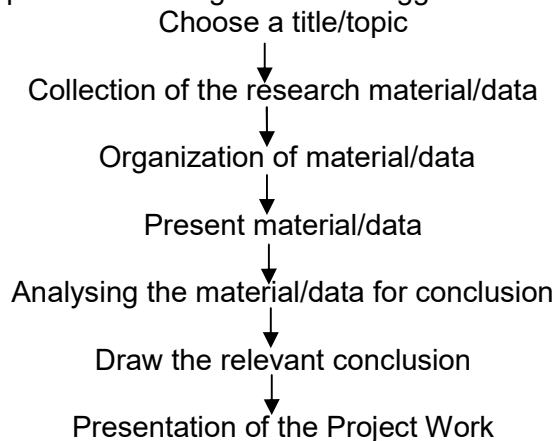 Choose a title/topic
Collection of the research material/data
Organization of material/data
Present material/data
Analysing the material/data for conclusion
Draw the relevant conclusion
Presentation of the Project Work